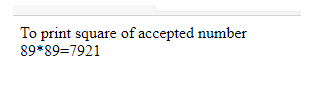 To print square of accepted number
89*89=7921